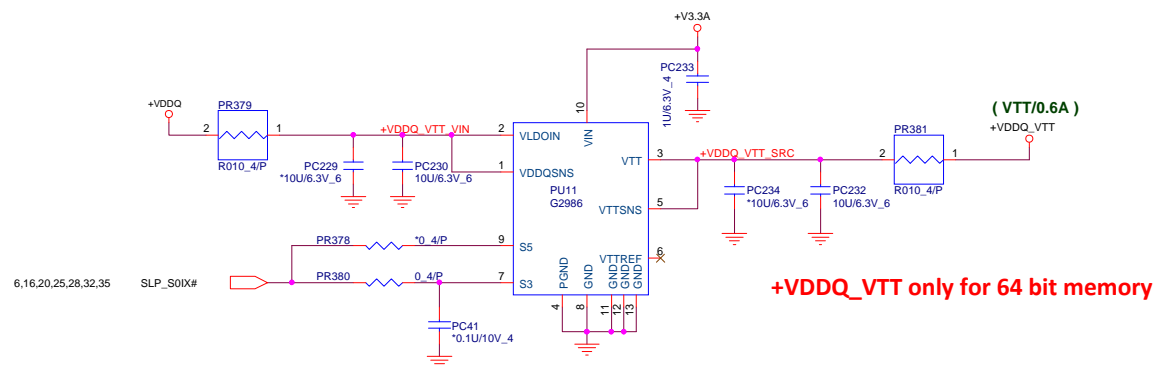 +V3.3A
PC233
1U/6.3V_4
10
VIN
( VTT/0.6A )
+VDDQ
PR379
2
1
R010_4/P
+VDDQ_VTT_VIN
2
VLDOIN
PC229
*10U/6.3V_6
PC230
10U/6.3V_6
1
VDDQSNS
PU11
G2986
VTT
3
+VDDQ_VTT_SRC
PR381
2
1
R010_4/P
+VDDQ_VTT
VTTSNS
5
PC234
*10U/6.3V_6
PC232
10U/6.3V_6
PR378
*0_4/P
9
S5
VTTREF
6
6,16,20,25,28,32,35
SLP_S0IX#
PR380
0_4/P
7
S3
PGND
GND
GND
GND
GND
4
8
11
12
13
PC41
*0.1U/10V_4
+VDDQ_VTT only for 64 bit memory